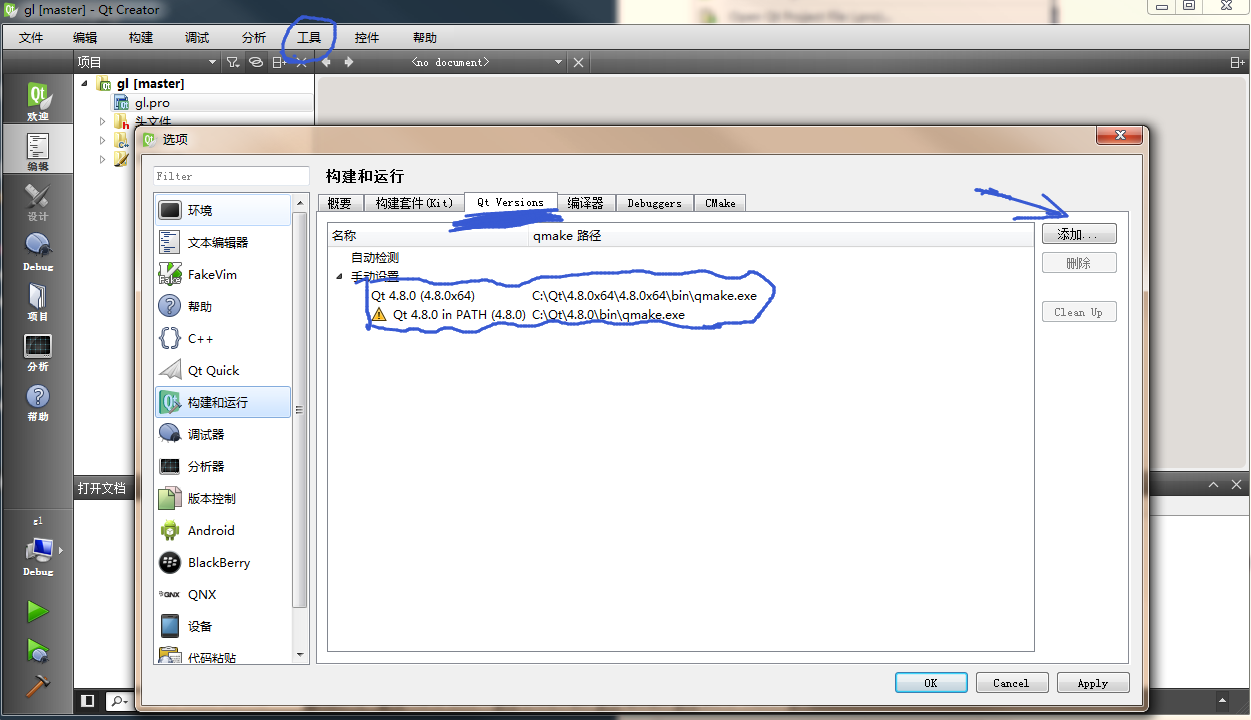 gl [master] - Qt Creator
文件 编辑 构建 调试 分析 工具 控件 帮助
项目 <no document>
gl [master]
gl.pro
头文件
欢迎
编辑
设计
Debug
项目
分析
帮助
打开文档
gl
Debug
选项
Filter
环境
文本编辑器
FakeVim
帮助
C++
Qt Quick
构建和运行
调试器
分析器
版本控制
Android
BlackBerry
QNX
设备
代码粘贴
构建和运行
概要 构建套件(Kit) Qt Versions 编译器 Debuggers CMake
名称 qmake 路径
自动检测
手动设置
Qt 4.8.0 (4.8.0x64) C:\Qt\4.8.0x64\4.8.0x64\bin\qmake.exe
Qt 4.8.0 in PATH (4.8.0) C:\Qt\4.8.0\bin\qmake.exe
添加...
删除
Clean Up
OK Cancel Apply